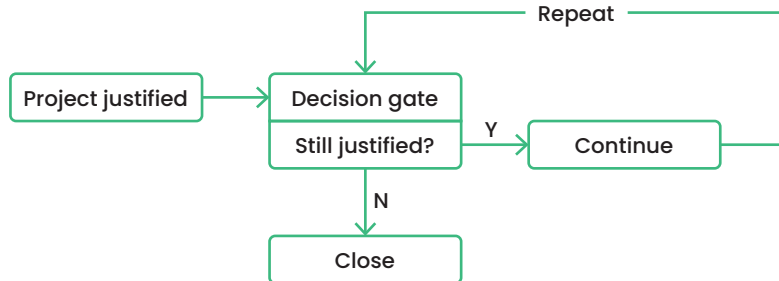 Repeat
Project justified
Decision gate
Still justified?
Y
Continue
N
Close